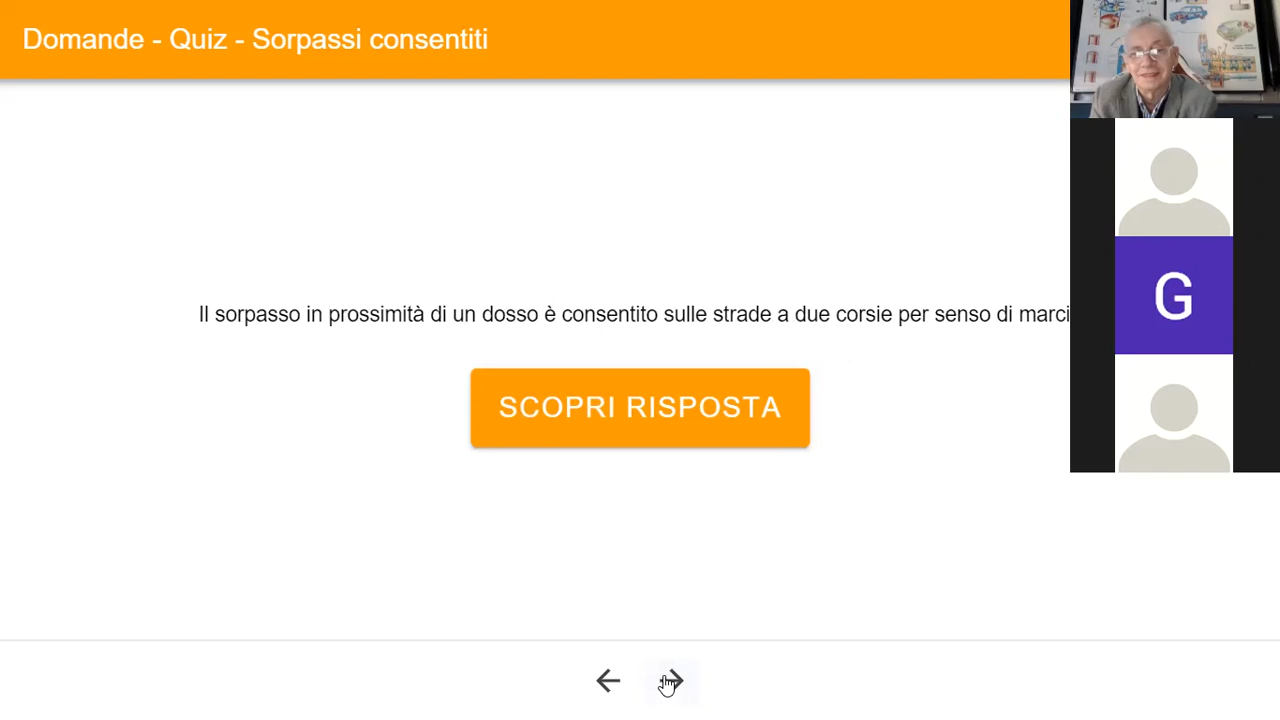 Domande - Quiz - Sorpassi consentiti
Il sorpasso in prossimità di un dosso è consentito sulle strade a due corsie per senso di marci
SCOPRI RISPOSTA
G